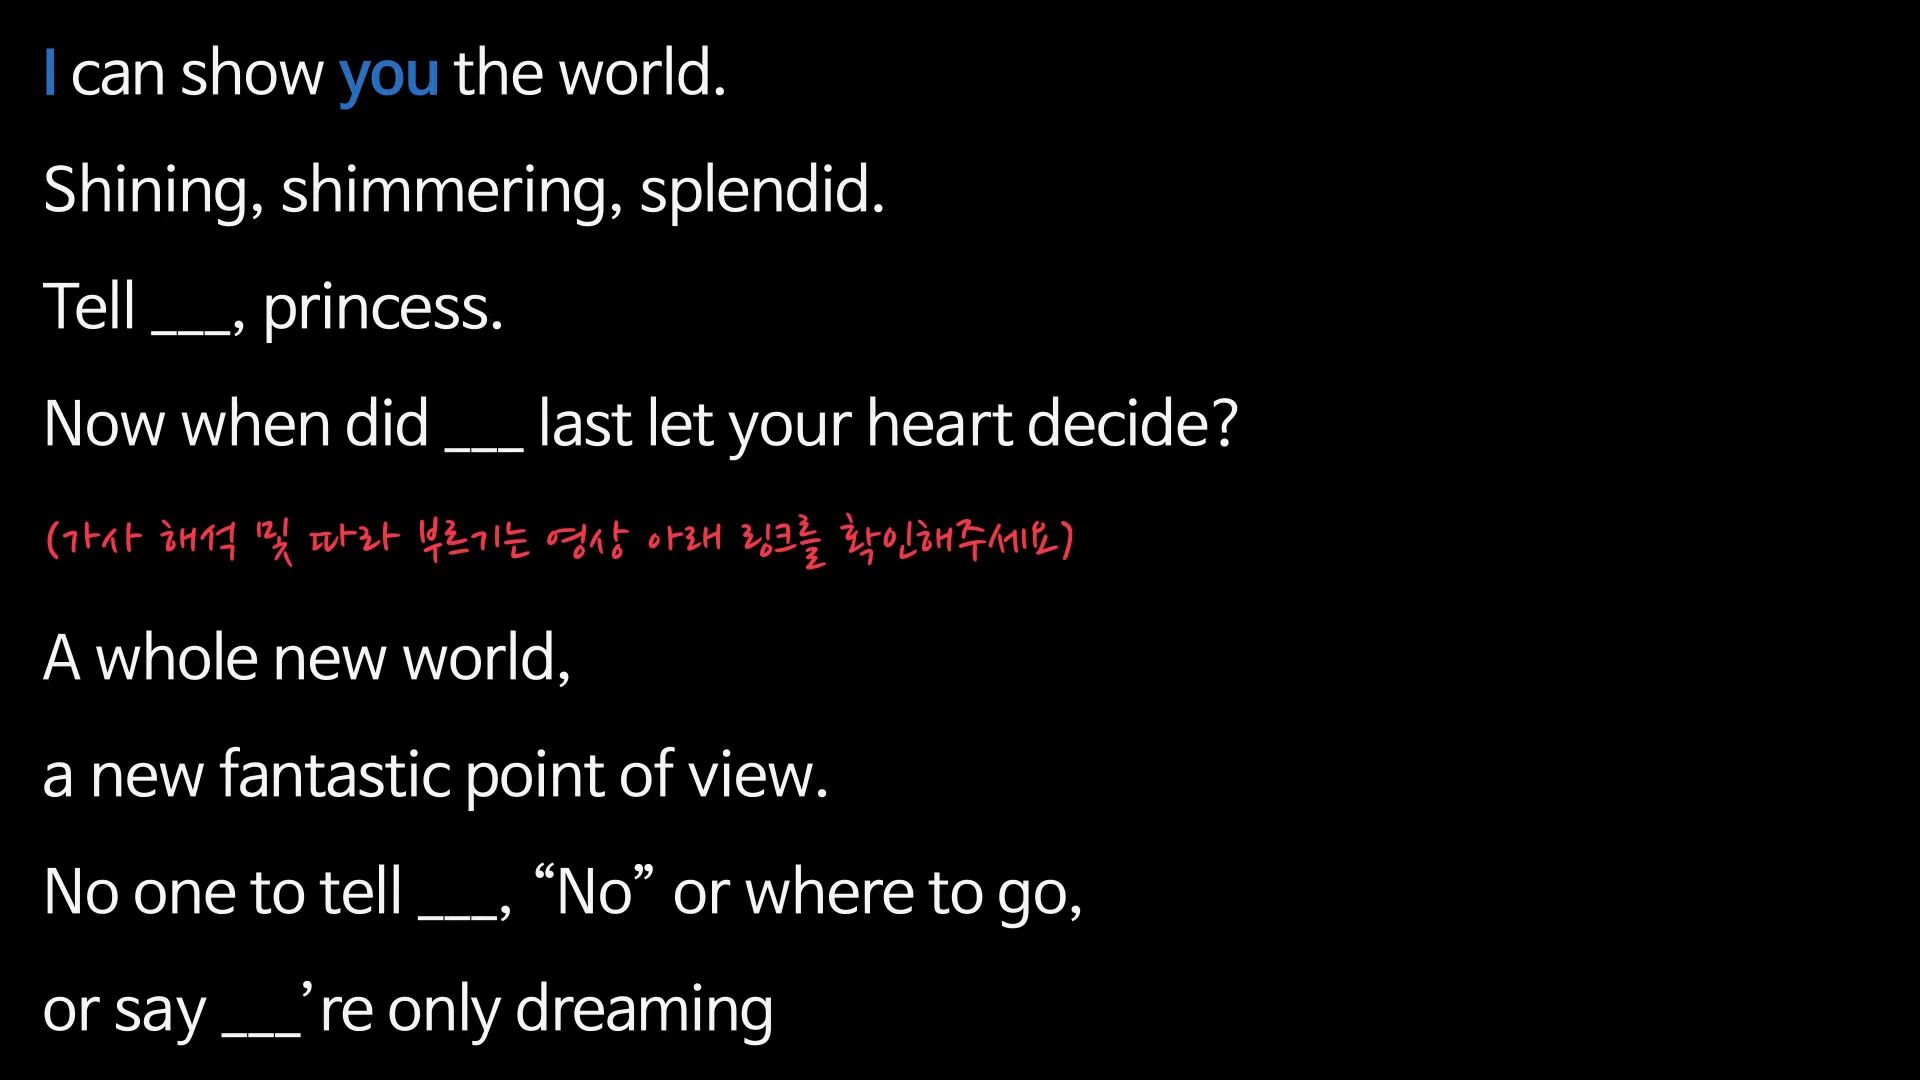 I can show you the world.
Shining, shimmering, splendid.
Tell ___, princess.
Now when did ___ last let your heart decide?
(가사 해석 및 따라 부르기는 영상 아래 링크를 확인해주세요)
A whole new world,
a new fantastic point of view.
No one to tell ___, “No” or where to go,
or say ___’re only dreaming